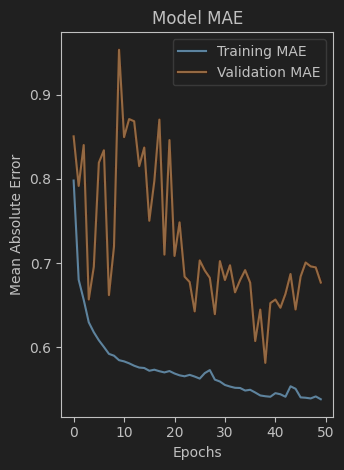 Model MAE
Training MAE
Validation MAE
0.9
0.8
0.7
0.6
Mean Absolute Error
0 10 20 30 40 50
Epochs